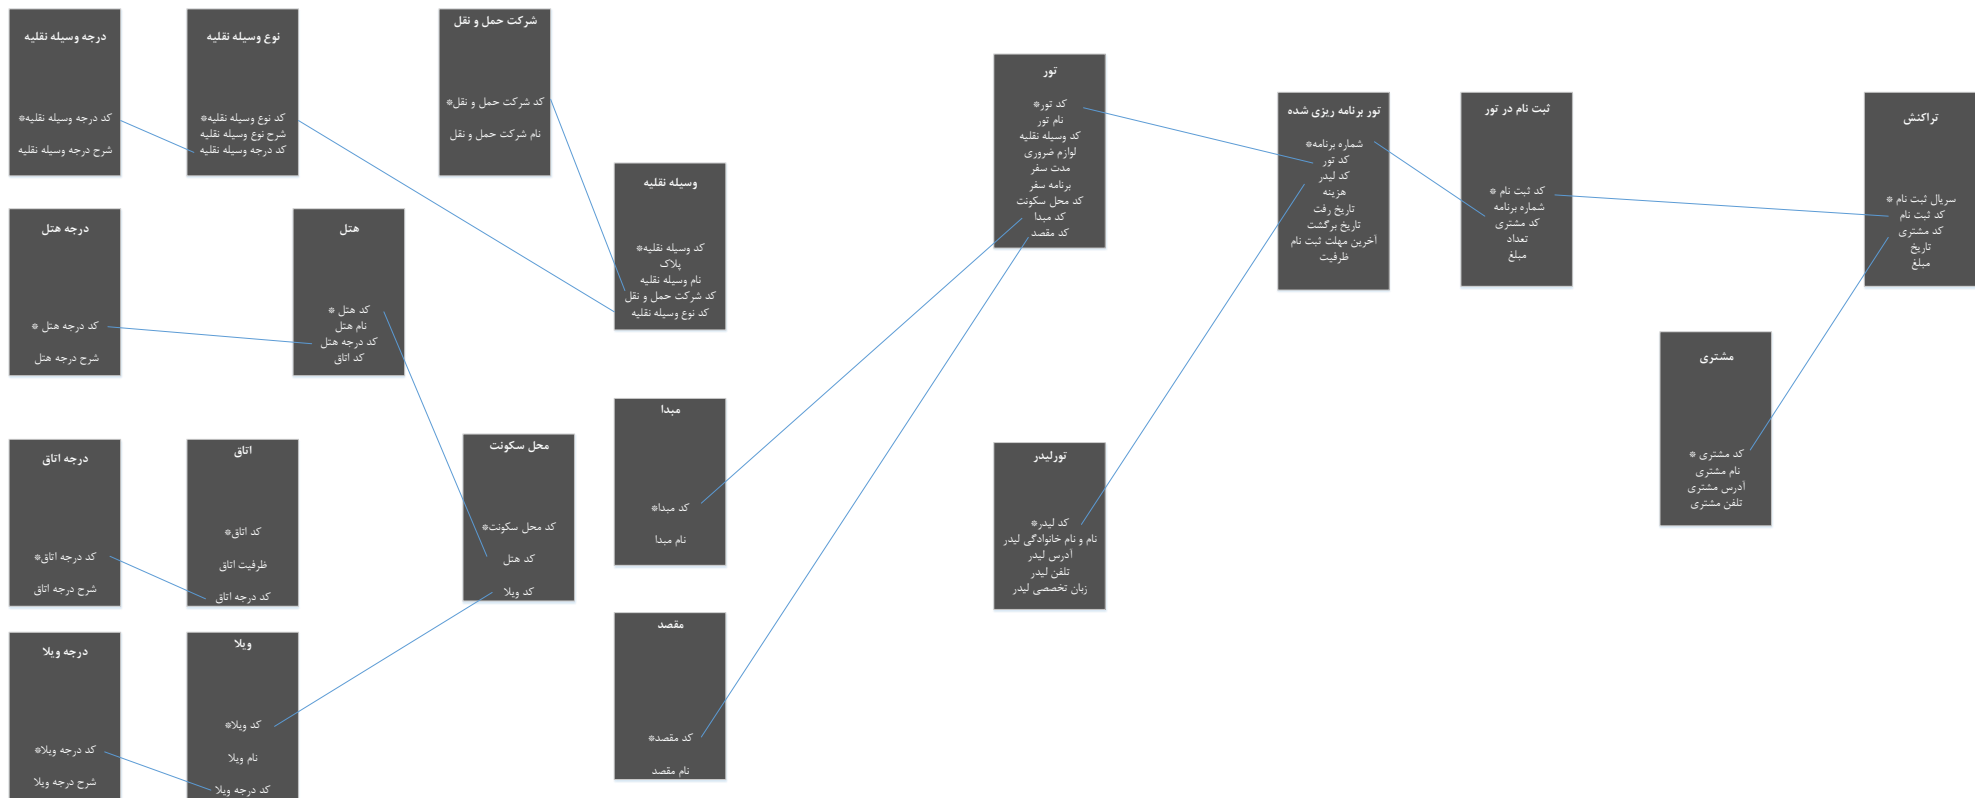 درجه وسیله نقلیه
کد درجه وسیله نقلیه*
شرح درجه وسیله نقلیه
نوع وسیله نقلیه
کد نوع وسیله نقلیه*
شرح نوع وسیله نقلیه
کد درجه وسیله نقلیه
شرکت حمل و نقل
کد شرکت حمل و نقل*
نام شرکت حمل و نقل
وسیله نقلیه
کد وسیله نقلیه*
پلاک
نام وسیله نقلیه
کد شرکت حمل و نقل
کد نوع وسیله نقلیه
درجه هتل
کد درجه هتل *
شرح درجه هتل
هتل
کد هتل *
نام هتل
کد درجه هتل
کد اتاق
درجه اتاق
کد درجه اتاق*
شرح درجه اتاق
اتاق
کد اتاق*
ظرفیت اتاق
کد درجه اتاق
محل سکونت
کد محل سکونت*
کد هتل
کد ویلا
درجه ویلا
کد درجه ویلا*
شرح درجه ویلا
ویلا
کد ویلا*
نام ویلا
کد درجه ویلا
مبدا
کد مبدا*
نام مبدا
مقصد
کد مقصد*
نام مقصد
تور
کد تور*
نام تور
کد وسیله نقلیه
لوازم ضروری
مدت سفر
برنامه سفر
کد محل سکونت
کد مبدا
کد مقصد
تورلیدر
کد لیدر*
نام و نام خانوادگی لیدر
آدرس لیدر
تلفن لیدر
زبان تخصصی لیدر
تور برنامه ریزی شده
شماره برنامه*
کد تور
کد لیدر
هزینه
تاریخ رفت
تاریخ برگشت
آخرین مهلت ثبت نام
ظرفیت
ثبت نام در تور
کد ثبت نام *
شماره برنامه
کد مشتری
تعداد
مبلغ
تراکنش
سریال ثبت نام *
کد ثبت نام
کد مشتری
تاریخ
مبلغ
مشتری
کد مشتری *
نام مشتری
آدرس مشتری
تلفن مشتری